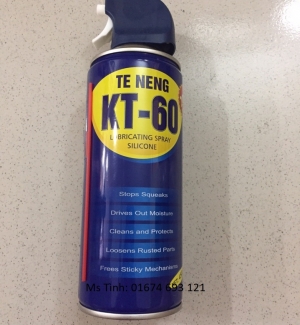 TE NENG
KT-60
LUBRICATING SPRAY
SILICONE
Stops Squeaks
Drives Out Moisture
Cleans and Protects
Loosens Rusted Parts
Frees Sticky Mechanisms
Ms Tình: 01674 693 121